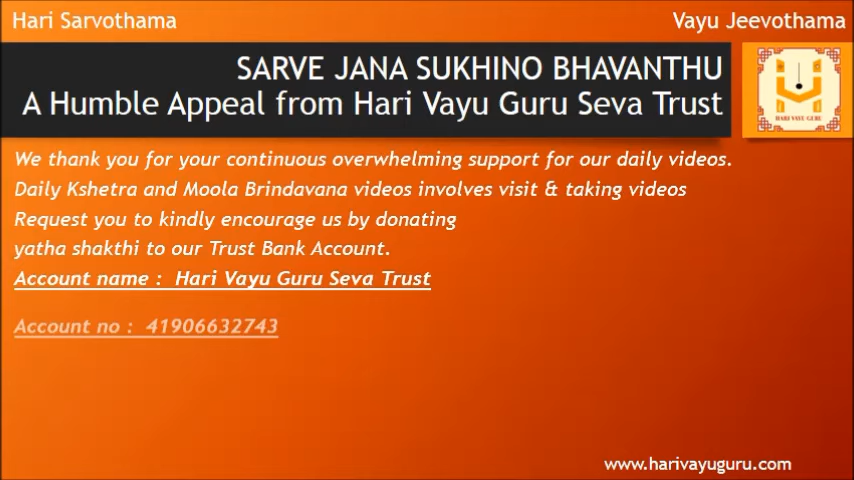 Hari Sarvothama
Vayu Jeevothama
SARVE JANA SUKHINO BHAVANTHU
A Humble Appeal from Hari Vayu Guru Seva Trust
HARI VAYU GURU
We thank you for your continuous overwhelming support for our daily videos.
Daily Kshetra and Moola Brindavana videos involves visit & taking videos
Request you to kindly encourage us by donating
yatha shakthi to our Trust Bank Account.
Account name : Hari Vayu Guru Seva Trust
Account no : 41906632743
www.harivayuguru.com